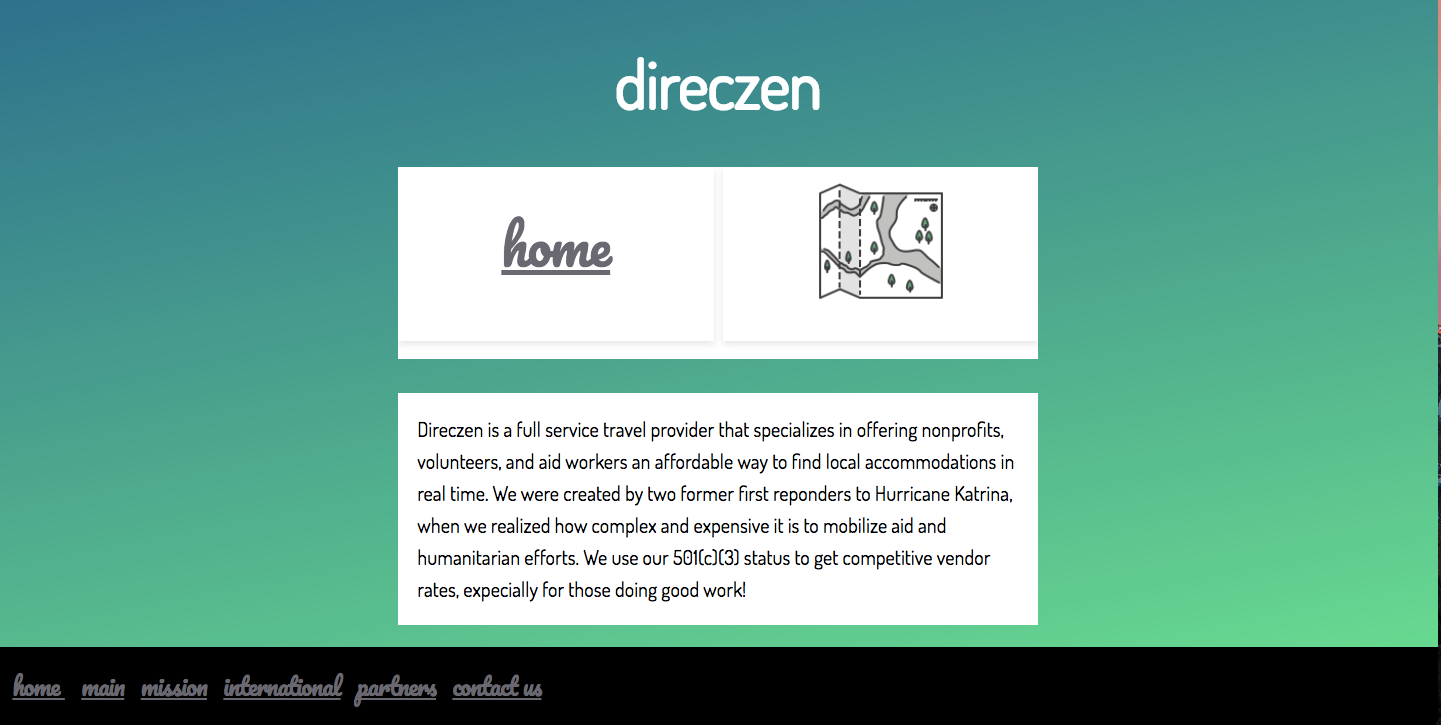 direczen
home
Direczen is a full service travel provider that specializes in offering nonprofits,
volunteers, and aid workers an affordable way to find local accommodations in
real time. We were created by two former first reponders to Hurricane Katrina,
when we realized how complex and expensive it is to mobilize aid and
humanitarian efforts. We use our 501(c)(3) status to get competitive vendor
rates, expecially for those doing good work!
home main mission international partners contact us